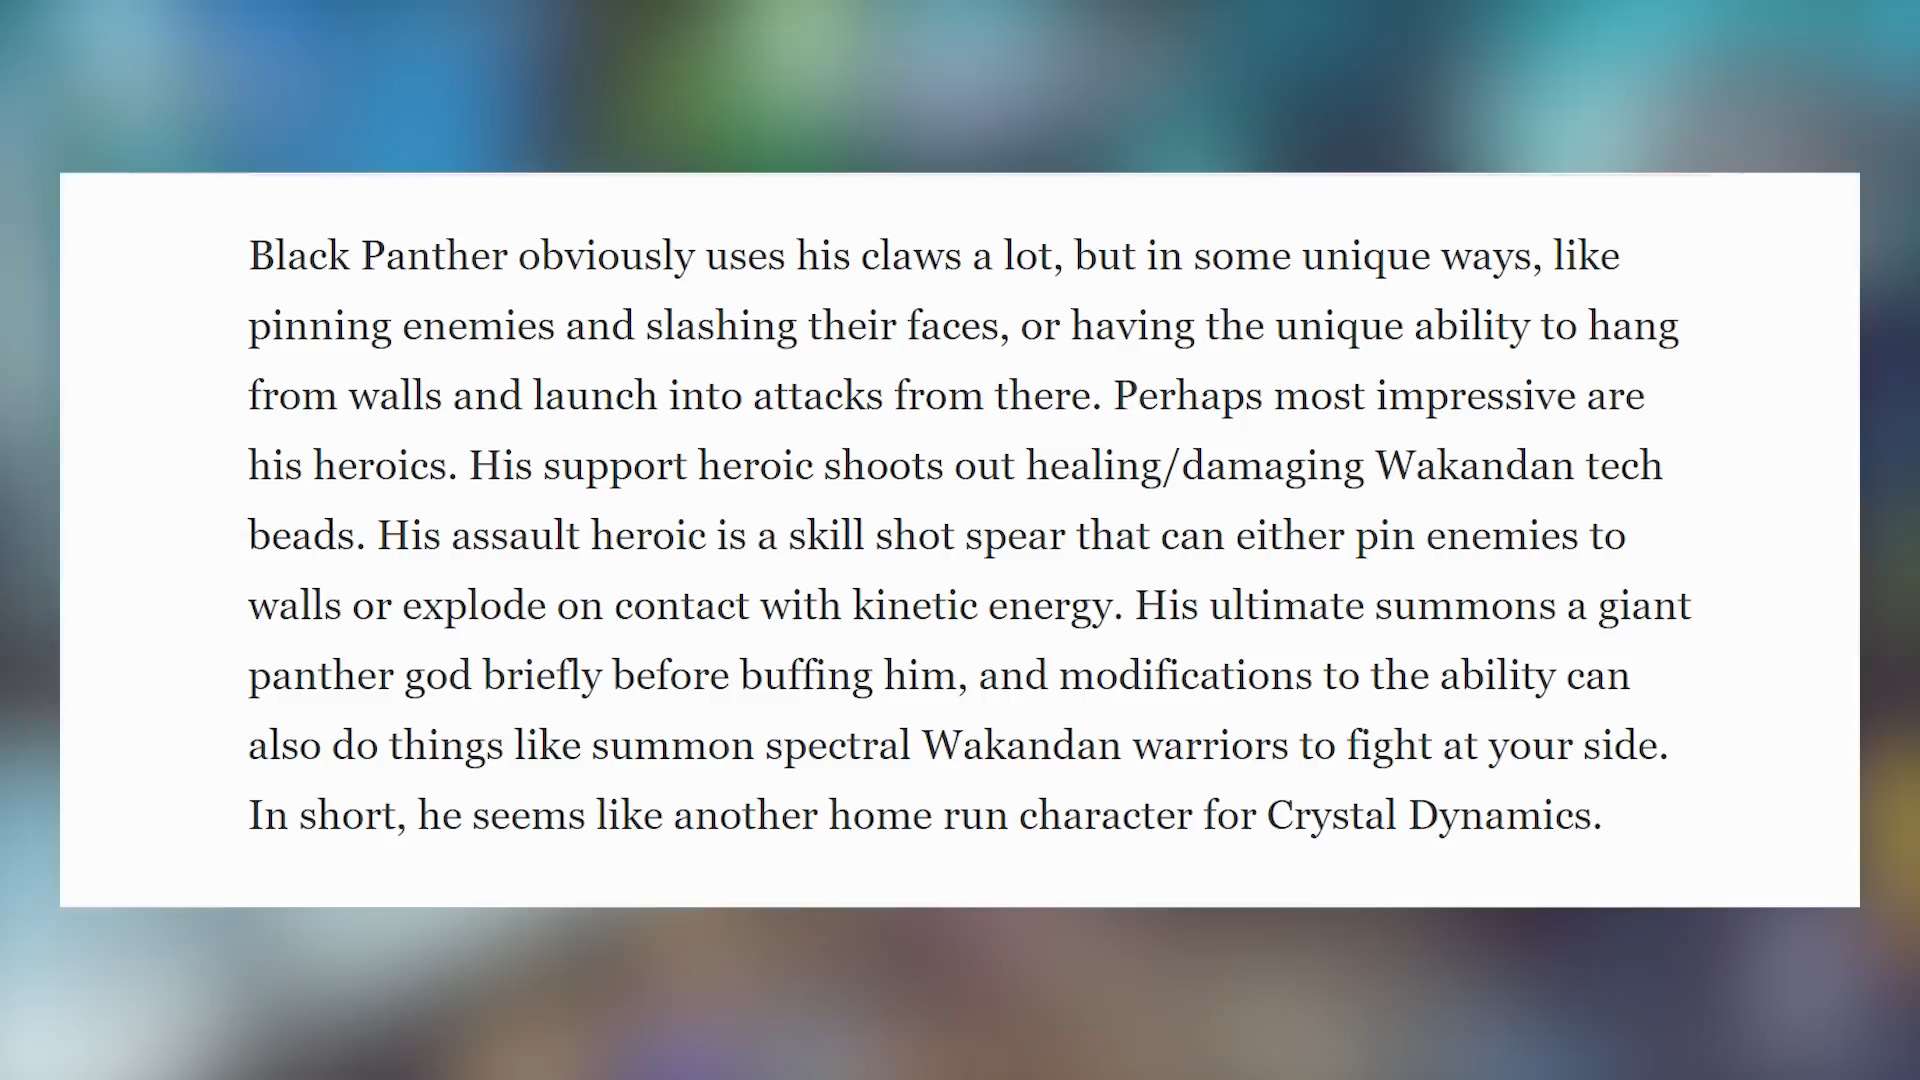 Black Panther obviously uses his claws a lot, but in some unique ways, like
pinning enemies and slashing their faces, or having the unique ability to hang
from walls and launch into attacks from there. Perhaps most impressive are
his heroics. His support heroic shoots out healing/damaging Wakandan tech
beads. His assault heroic is a skill shot spear that can either pin enemies to
walls or explode on contact with kinetic energy. His ultimate summons a giant
panther god briefly before buffing him, and modifications to the ability can
also do things like summon spectral Wakandan warriors to fight at your side.
In short, he seems like another home run character for Crystal Dynamics.